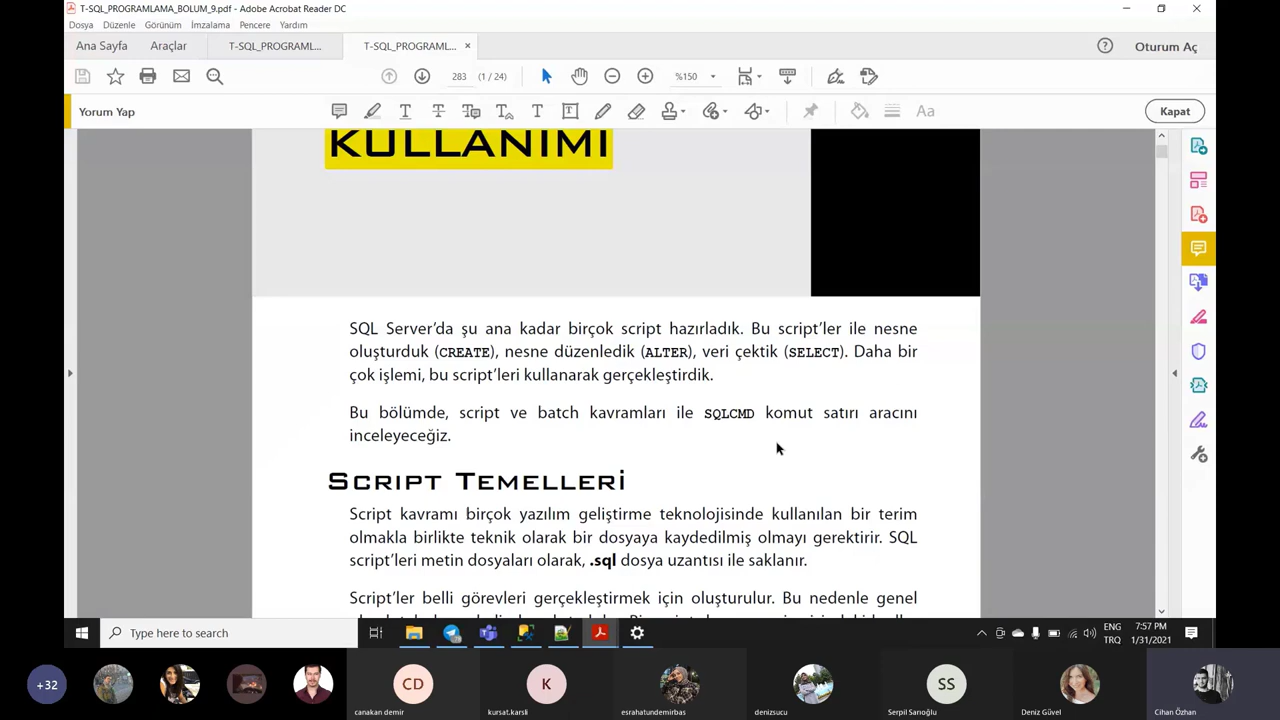 T-SQL_PROGRAMLAMA_BOLUM_9.pdf - Adobe Acrobat Reader DC
Dosya Düzenle Görünüm İmzalama Pencere Yardım
Ana Sayfa Araçlar T-SQL_PROGRAML... T-SQL_PROGRAML... × Oturum Aç
283 (1 / 24) %150
Yorum Yap Kapat
KULLANIMI
SQL Server'da şu ana kadar birçok script hazırladık. Bu script'ler ile nesne
oluşturduk (CREATE), nesne düzenledik (ALTER), veri çektik (SELECT). Daha bir
çok işlemi, bu script'leri kullanarak gerçekleştirdik.
Bu bölümde, script ve batch kavramları ile SQLCMD komut satırı aracını
inceleyeceğiz.
SCRIPT TEMELLERİ
Script kavramı birçok yazılım geliştirme teknolojisinde kullanılan bir terim
olmakla birlikte teknik olarak bir dosyaya kaydedilmiş olmayı gerektirir. SQL
script'leri metin dosyaları olarak, .sql dosya uzantısı ile saklanır.
Script'ler belli görevleri gerçekleştirmek için oluşturulur. Bu nedenle genel
Type here to search
ENG
TRQ
7:57 PM
1/31/2021
+32 CD K SS
canakan demir kursat.karsli esrahatundemirbas denizsucu Serpil Sarıoğlu Deniz Güvel Cihan Özhan